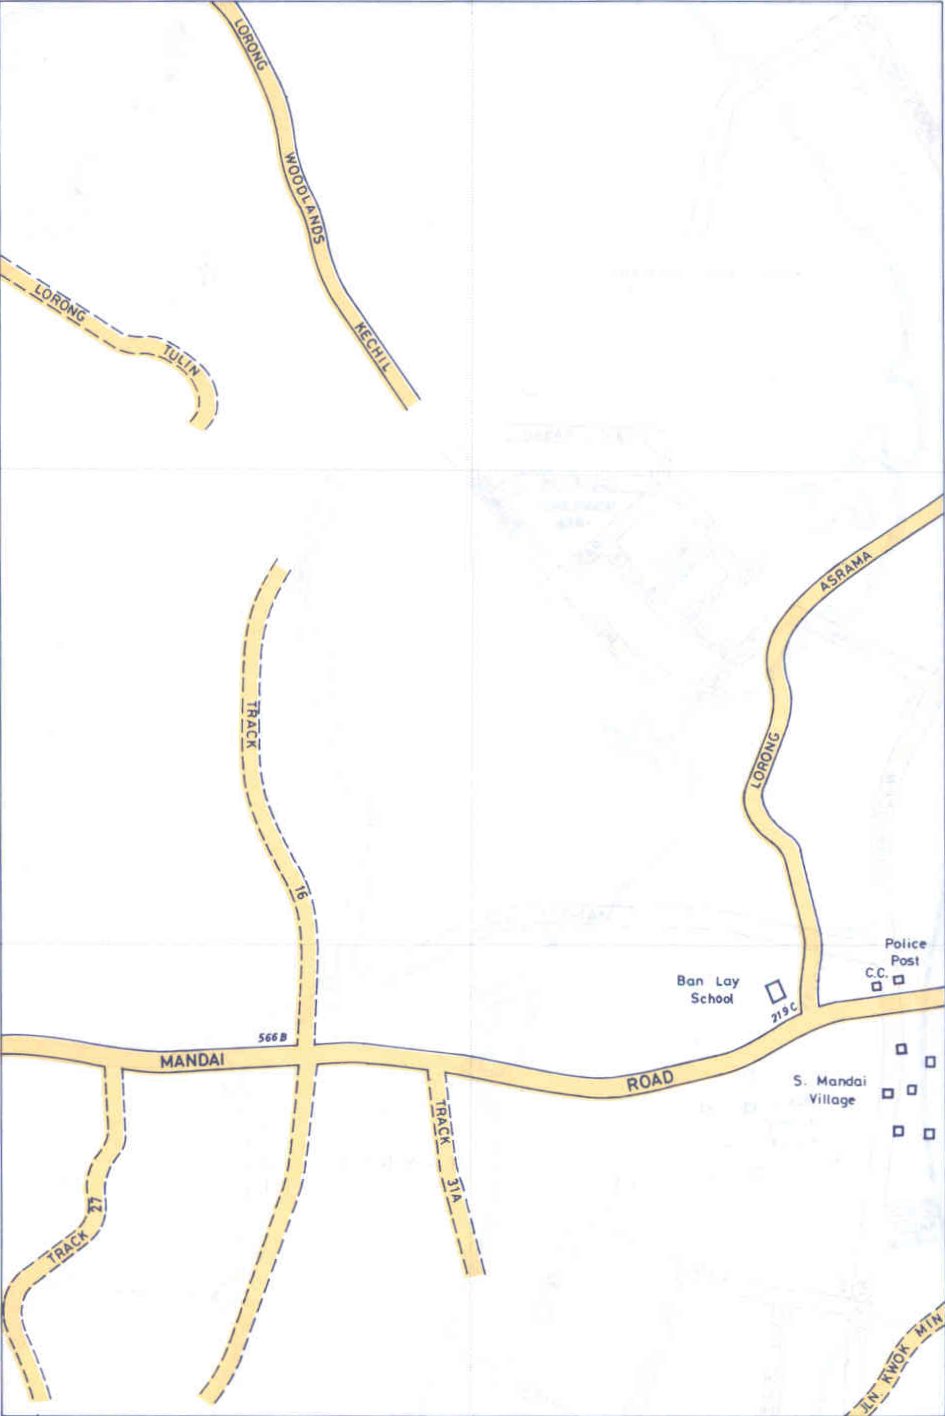 LORONG WOODLANDS KECHIL
LORONG TULIN
LORONG ASRAMA
TRACK 16
Police
Post
C.C.
Ban Lay
School
219C
566B
MANDAI ROAD
S. Mandai
Village
TRACK 31A
TRACK 27
JLN KWOK MIN